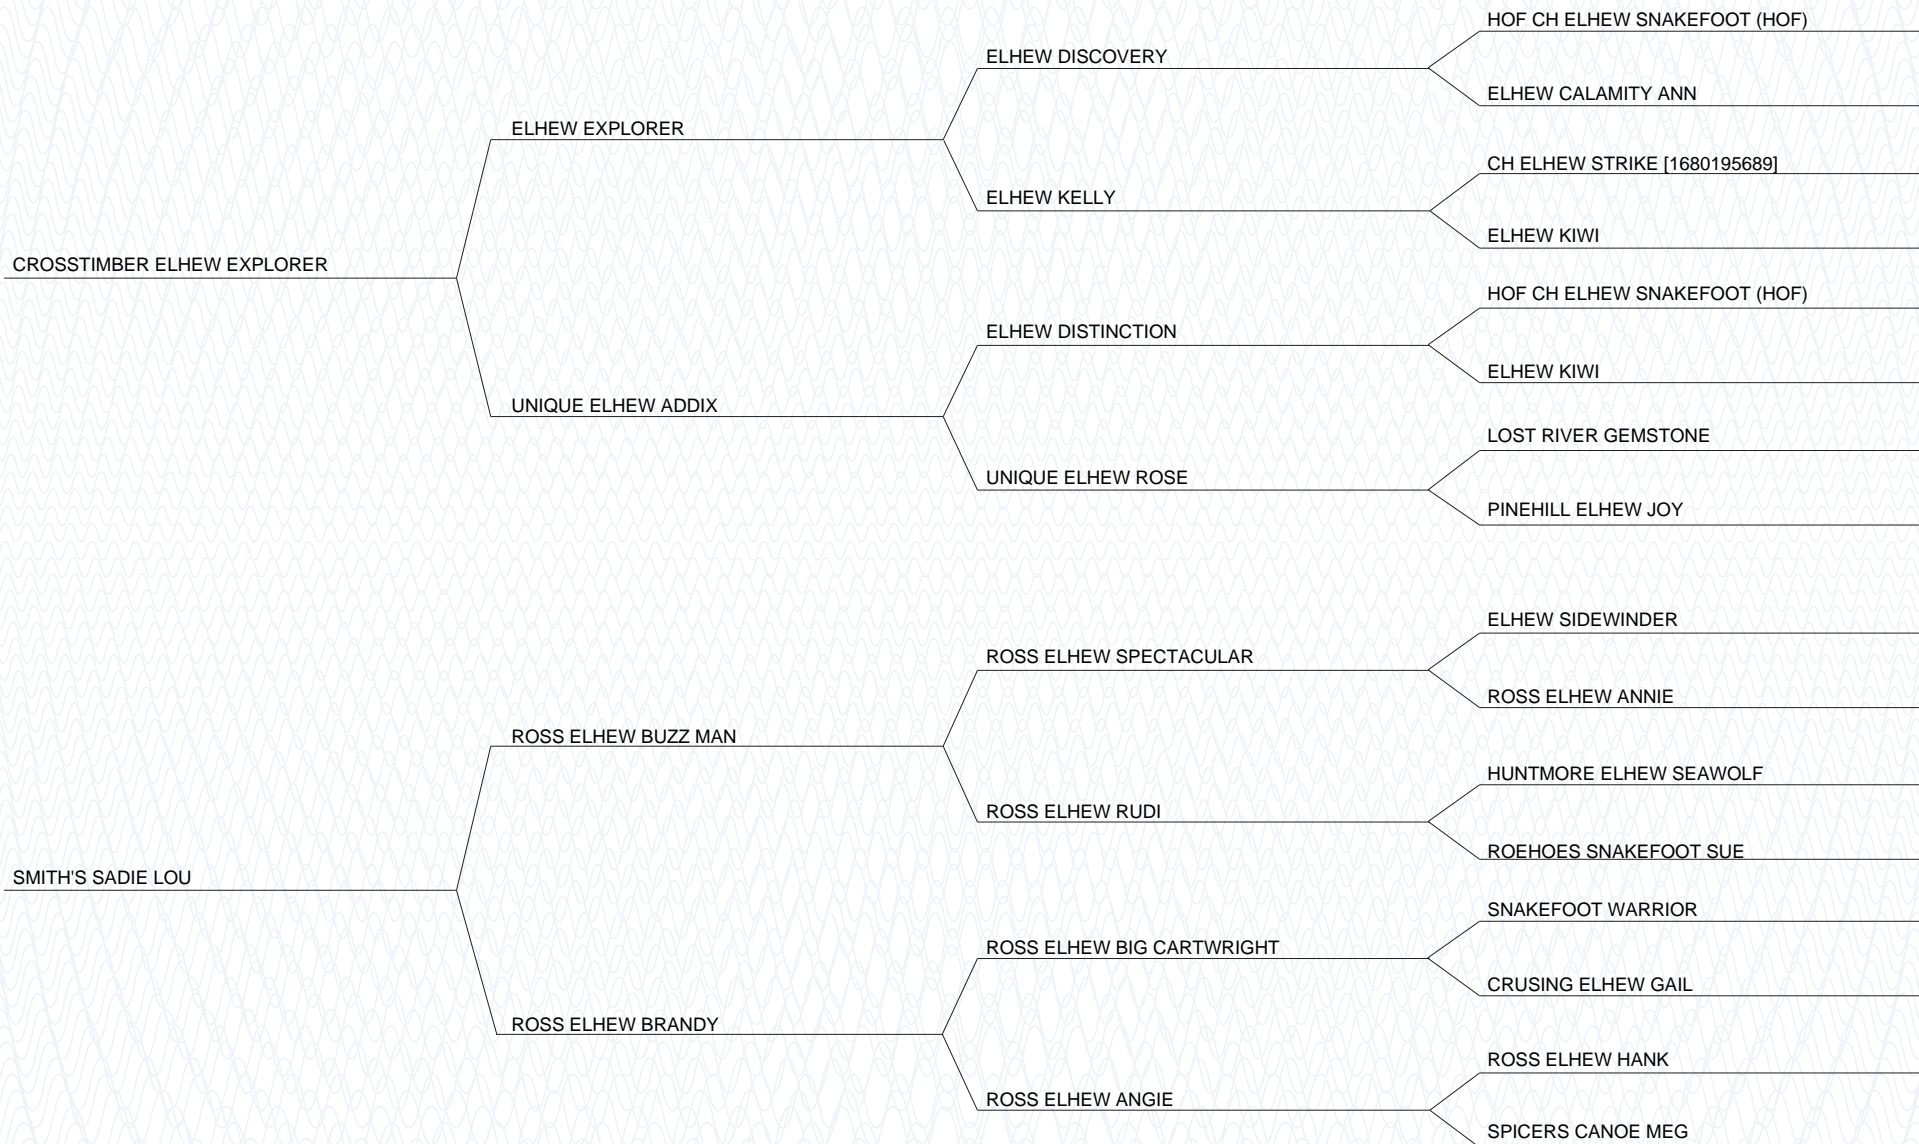 HOF CH ELHEW SNAKEFOOT (HOF)
ELHEW DISCOVERY
ELHEW CALAMITY ANN
ELHEW EXPLORER
CH ELHEW STRIKE [1680195689]
ELHEW KELLY
ELHEW KIWI
CROSSTIMBER ELHEW EXPLORER
HOF CH ELHEW SNAKEFOOT (HOF)
ELHEW DISTINCTION
ELHEW KIWI
UNIQUE ELHEW ADDIX
LOST RIVER GEMSTONE
UNIQUE ELHEW ROSE
PINEHILL ELHEW JOY
ELHEW SIDEWINDER
ROSS ELHEW SPECTACULAR
ROSS ELHEW ANNIE
ROSS ELHEW BUZZ MAN
HUNTMORE ELHEW SEAWOLF
ROSS ELHEW RUDI
ROEHOES SNAKEFOOT SUE
SMITH'S SADIE LOU
SNAKEFOOT WARRIOR
ROSS ELHEW BIG CARTWRIGHT
CRUSING ELHEW GAIL
ROSS ELHEW BRANDY
ROSS ELHEW HANK
ROSS ELHEW ANGIE
SPICERS CANOE MEG